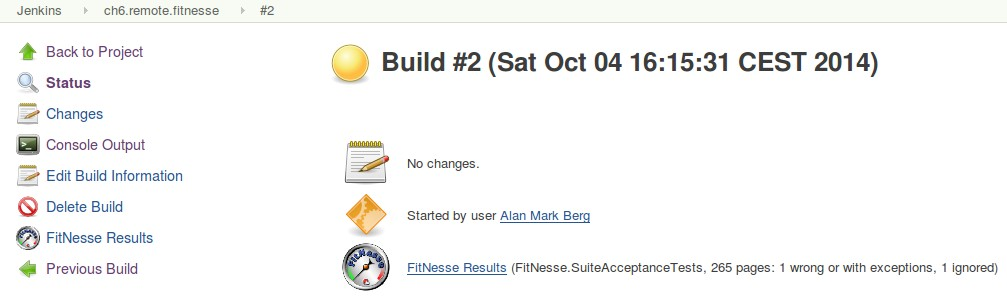 Jenkins ch6.remote.fitnesse #2
Back to Project
Status
Changes
Console Output
Edit Build Information
Delete Build
FitNesse Results
Previous Build
Build #2 (Sat Oct 04 16:15:31 CEST 2014)
No changes.
Started by user Alan Mark Berg
FitNesse Results (FitNesse.SuiteAcceptanceTests, 265 pages: 1 wrong or with exceptions, 1 ignored)